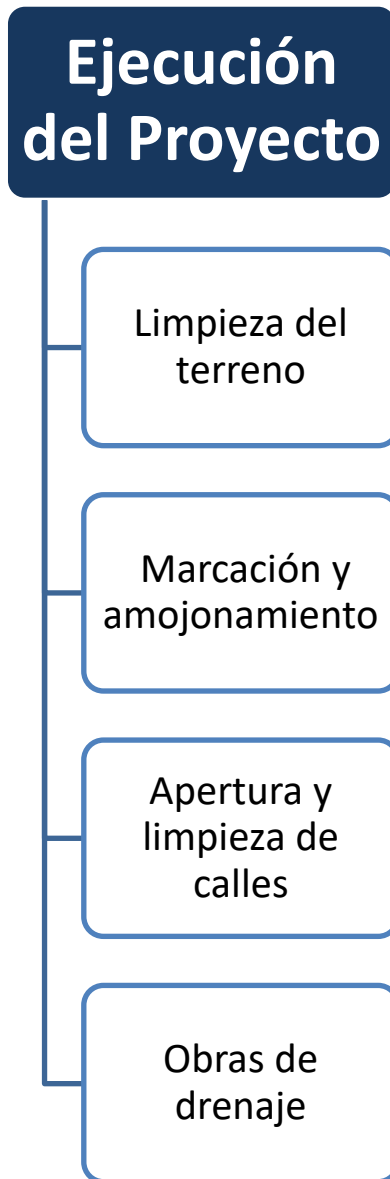 Ejecución
del Proyecto
Limpieza del
terreno
Marcación y
amojonamiento
Apertura y
limpieza de
calles
Obras de
drenaje